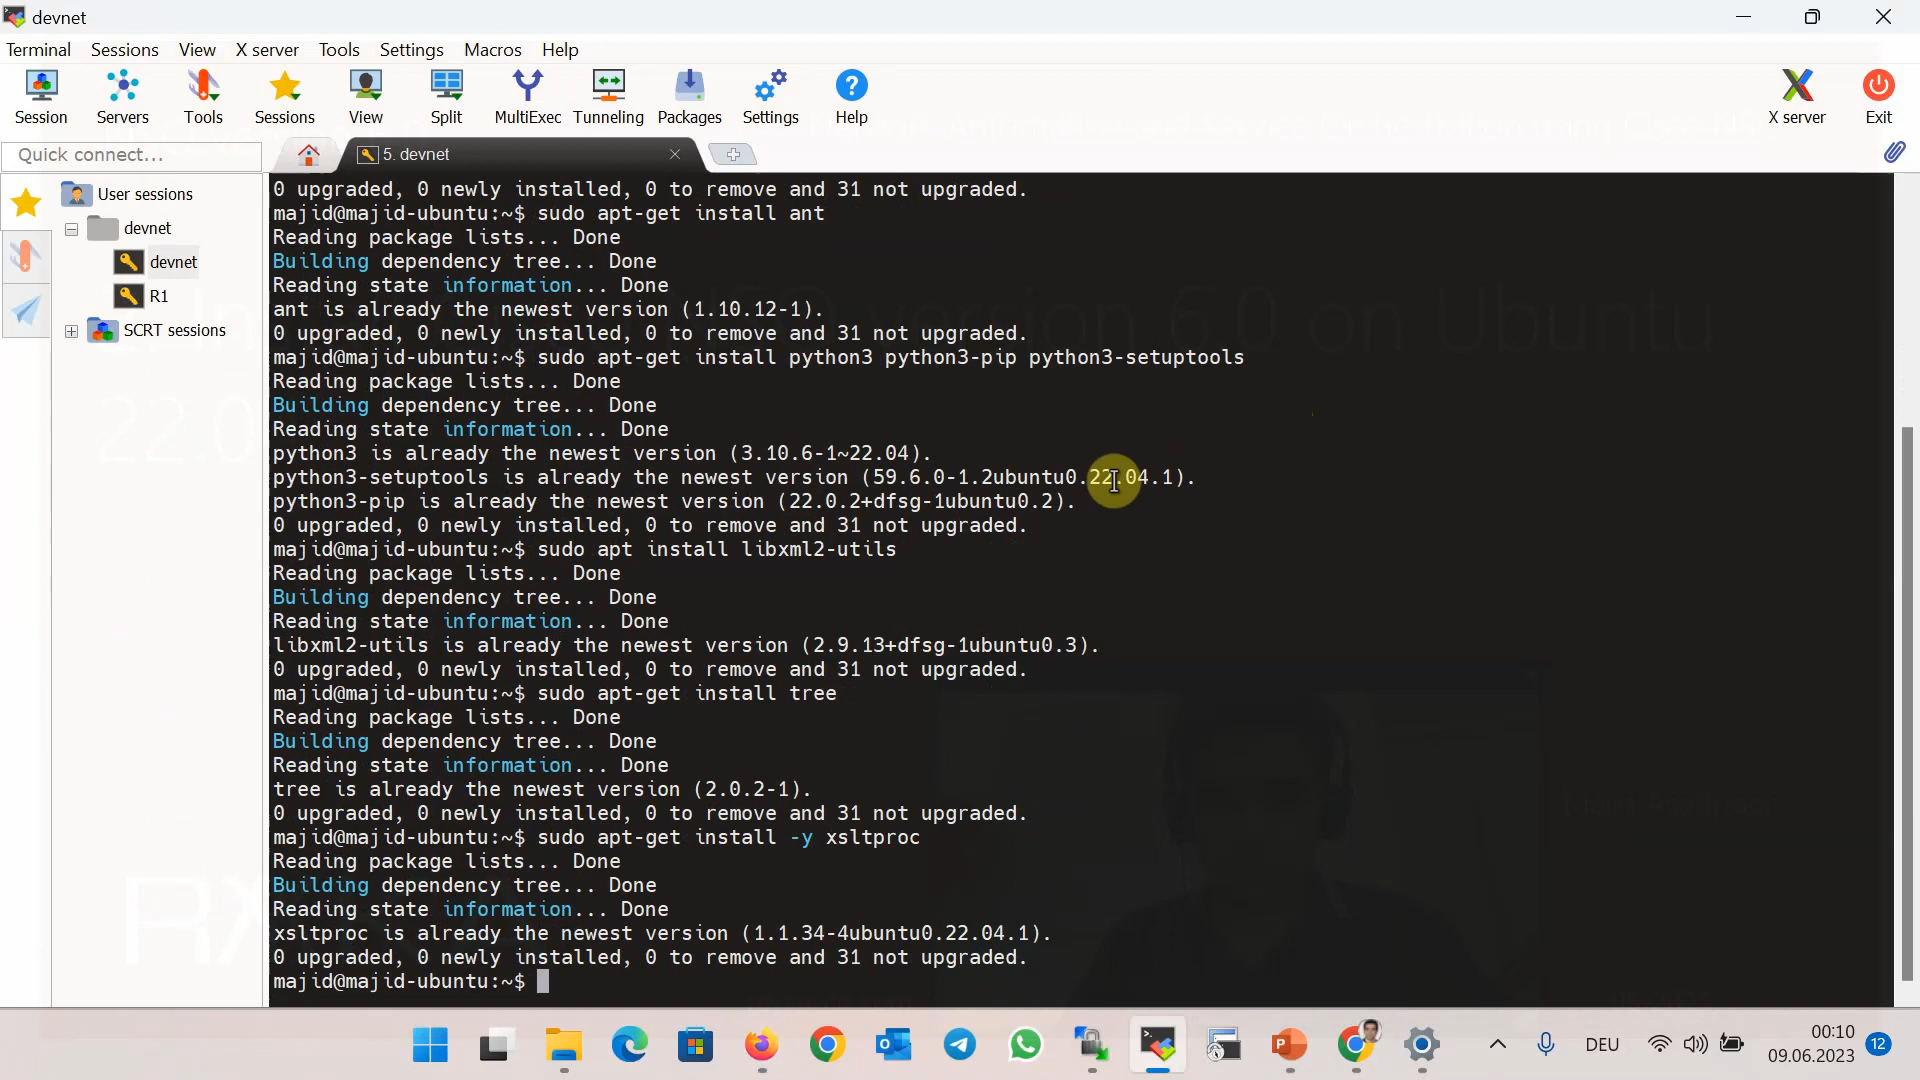 devnet
Terminal Sessions View X server Tools Settings Macros Help
Session Servers Tools Sessions View Split MultiExec Tunneling Packages Settings Help X server Exit
Quick connect...
5. devnet
User sessions
devnet
devnet
R1
SCRT sessions
0 upgraded, 0 newly installed, 0 to remove and 31 not upgraded.
majid@majid-ubuntu:~$ sudo apt-get install ant
Reading package lists... Done
Building dependency tree... Done
Reading state information... Done
ant is already the newest version (1.10.12-1).
0 upgraded, 0 newly installed, 0 to remove and 31 not upgraded.
majid@majid-ubuntu:~$ sudo apt-get install python3 python3-pip python3-setuptools
Reading package lists... Done
Building dependency tree... Done
Reading state information... Done
python3 is already the newest version (3.10.6-1~22.04).
python3-setuptools is already the newest version (59.6.0-1.2ubuntu0.22.04.1).
python3-pip is already the newest version (22.0.2+dfsg-1ubuntu0.2).
0 upgraded, 0 newly installed, 0 to remove and 31 not upgraded.
majid@majid-ubuntu:~$ sudo apt install libxml2-utils
Reading package lists... Done
Building dependency tree... Done
Reading state information... Done
libxml2-utils is already the newest version (2.9.13+dfsg-1ubuntu0.3).
0 upgraded, 0 newly installed, 0 to remove and 31 not upgraded.
majid@majid-ubuntu:~$ sudo apt-get install tree
Reading package lists... Done
Building dependency tree... Done
Reading state information... Done
tree is already the newest version (2.0.2-1).
0 upgraded, 0 newly installed, 0 to remove and 31 not upgraded.
majid@majid-ubuntu:~$ sudo apt-get install -y xsltproc
Reading package lists... Done
Building dependency tree... Done
Reading state information... Done
xsltproc is already the newest version (1.1.34-4ubuntu0.22.04.1).
0 upgraded, 0 newly installed, 0 to remove and 31 not upgraded.
majid@majid-ubuntu:~$
version 6.0 on Ubuntu
22.0
DEU
00:10
09.06.2023
12